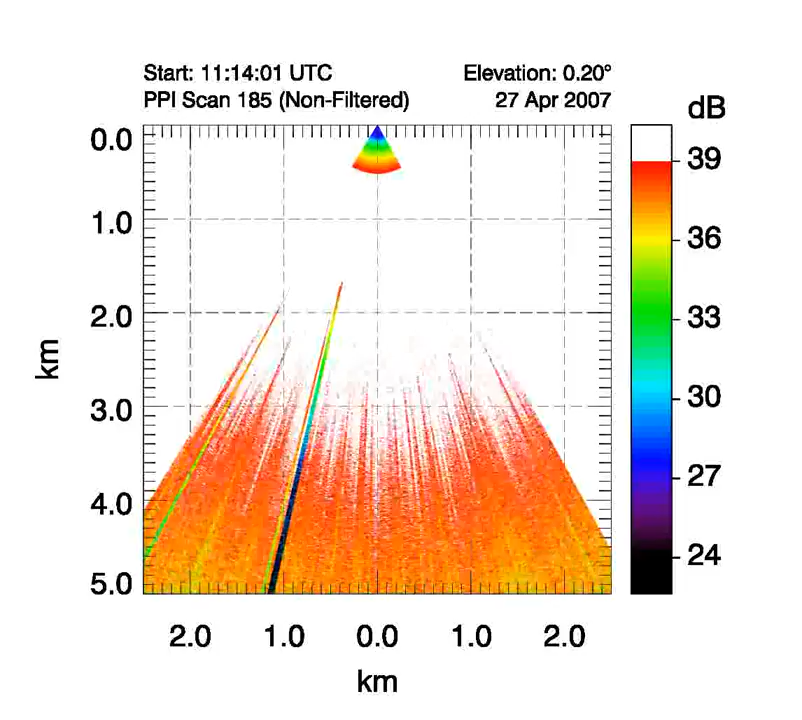 Start: 11:14:01 UTC
Elevation: 0.20°
PPI Scan 185 (Non-Filtered)
27 Apr 2007
dB
0.0
1.0
2.0
3.0
4.0
5.0
km
39
36
33
30
27
24
2.0 1.0 0.0 1.0 2.0
km